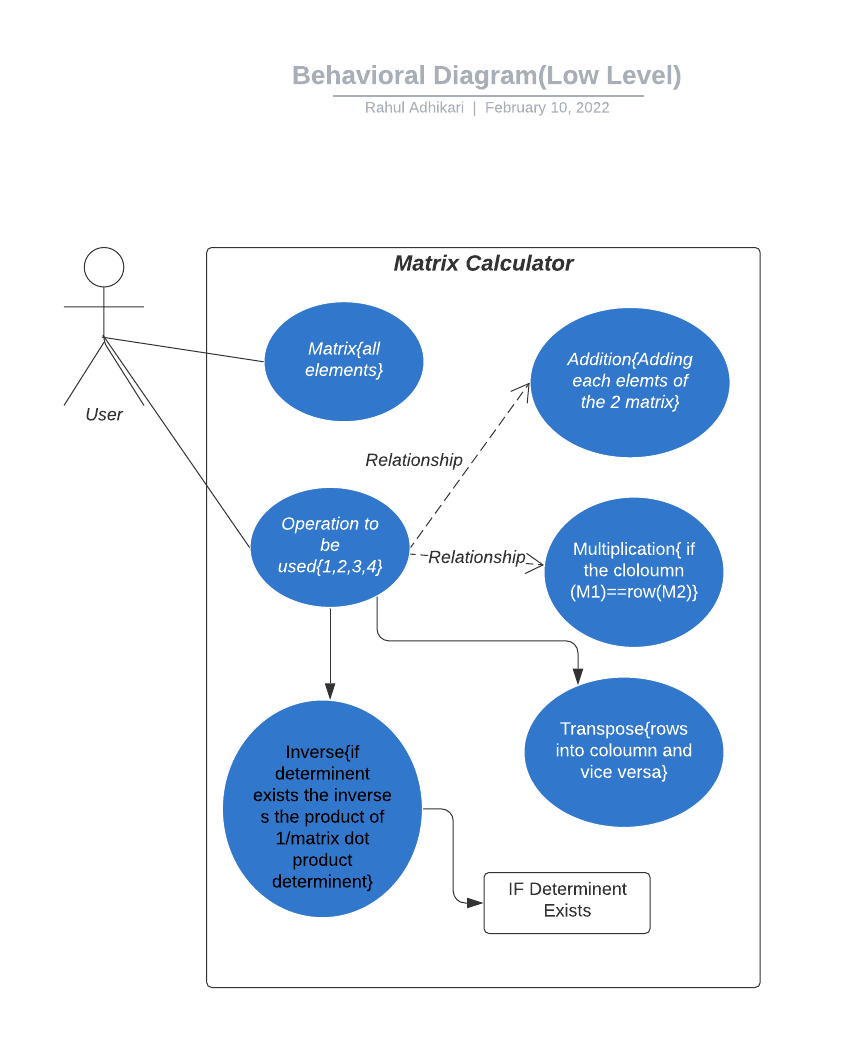 Behavioral Diagram(Low Level)
Rahul Adhikari | February 10, 2022
Matrix Calculator
User
Matrix{all
elements}
Addition{Adding
each elemts of
the 2 matrix}
Relationship
Operation to
be
used{1,2,3,4}
Relationship
Multiplication{ if
the cloloumn
(M1)==row(M2)}
Transpose{rows
into coloumn and
vice versa}
Inverse{if
determinent
exists the inverse
s the product of
1/matrix dot
product
determinent}
IF Determinent
Exists